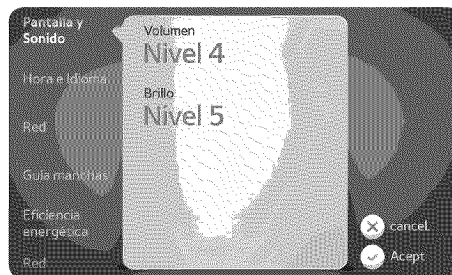 Pantalla y
Sonido
Hora e Idioma
Red
Guía manchas
Eficiencia
energética
Red
Volumen
Nivel 4
Brillo
Nivel 5
cancel.
Acept